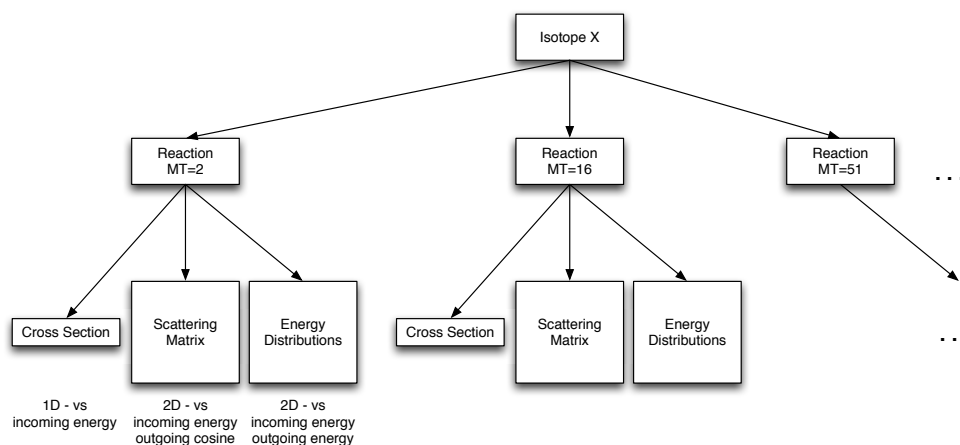 Isotope X
Reaction
MT=2
Reaction
MT=16
Reaction
MT=51
...
Cross Section
Scattering
Matrix
Energy
Distributions
Cross Section
Scattering
Matrix
Energy
Distributions
..
1D - vs
incoming energy
2D - vs
incoming energy
outgoing cosine
2D - vs
incoming energy
outgoing energy